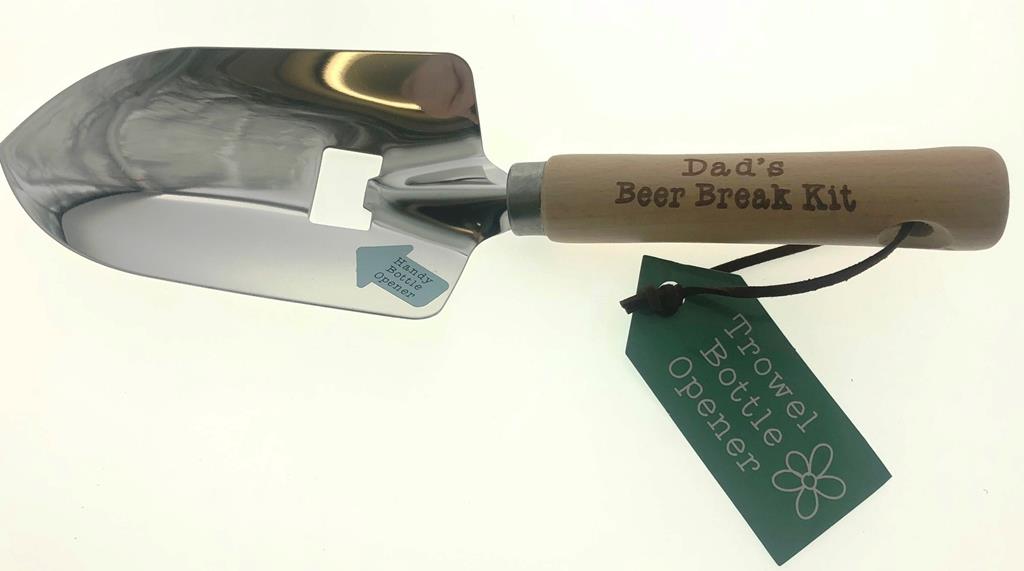 Dad's
Beer Break Kit
Handy
Bottle
Opener
Trowel
Bottle
Opener